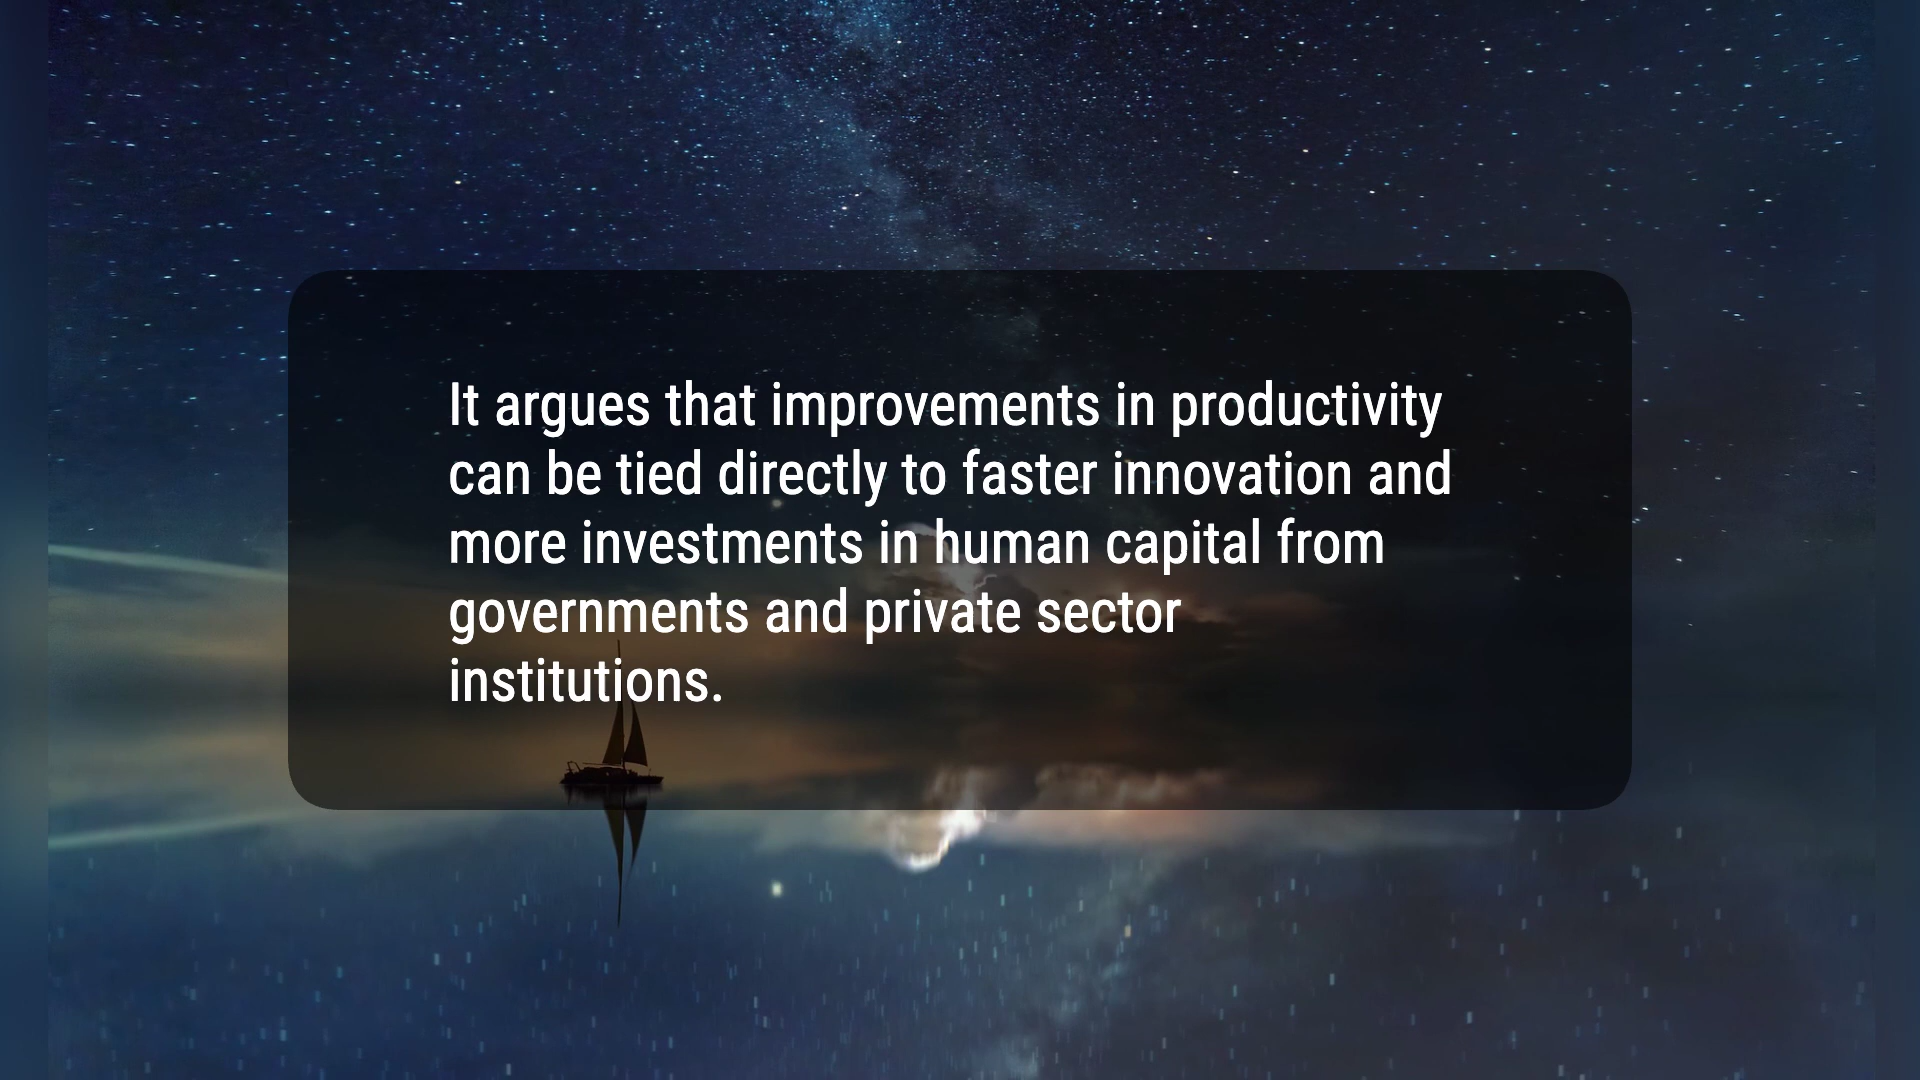 It argues that improvements in productivity
can be tied directly to faster innovation and
more investments in human capital from
governments and private sector
institutions.